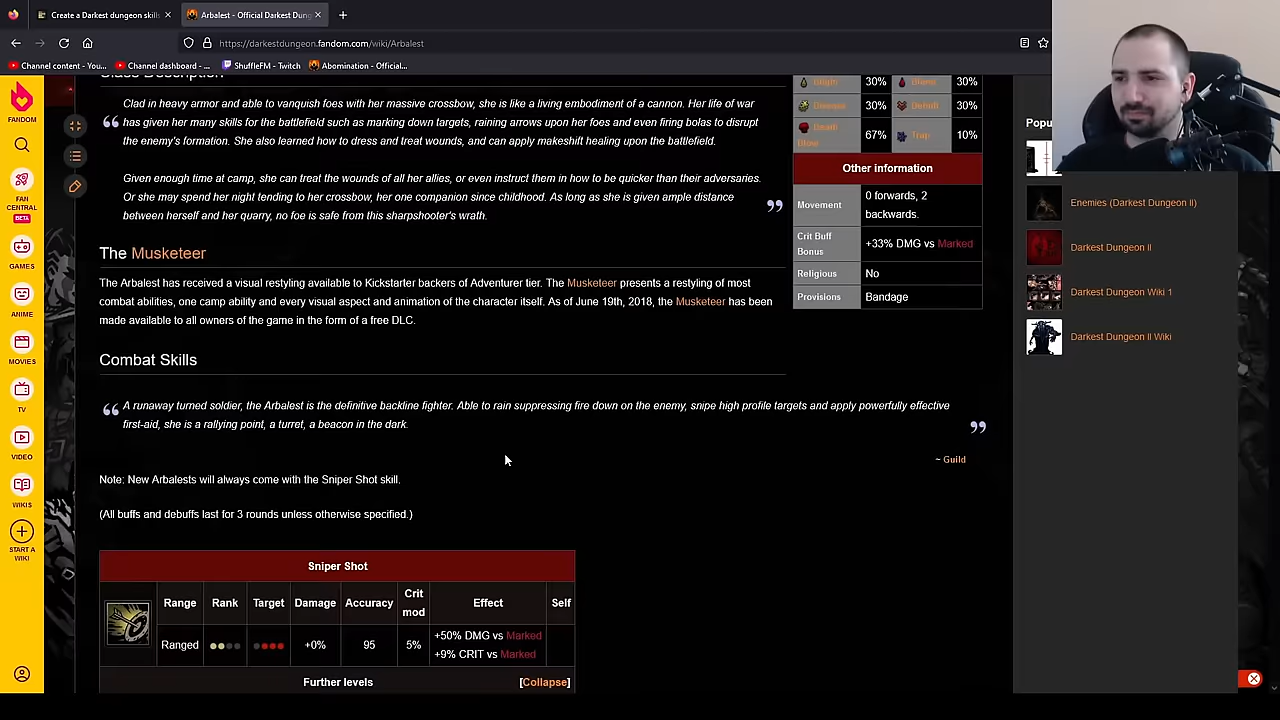 Create a Darkest dungeon skills
Arbalest - Official Darkest Dung
https://darkestdungeon.fandom.com/wiki/Arbalest
Channel content - You...
Channel dashboard - ...
ShuffleFM - Twitch
Abomination - Official...
FANDOM
FAN CENTRAL
BETA
GAMES
ANIME
MOVIES
TV
VIDEO
WIKIS
START A WIKI
Class Description
Clad in heavy armor and able to vanquish foes with her massive crossbow, she is like a living embodiment of a cannon. Her life of war
has given her many skills for the battlefield such as marking down targets, raining arrows upon her foes and even firing bolas to disrupt
the enemy's formation. She also learned how to dress and treat wounds, and can apply makeshift healing upon the battlefield.
Given enough time at camp, she can treat the wounds of all her allies, or even instruct them in how to be quicker than their adversaries.
Or she may spend her night tending to her crossbow, her one companion since childhood. As long as she is given ample distance
between herself and her quarry, no foe is safe from this sharpshooter's wrath.
The Musketeer
The Arbalest has received a visual restyling available to Kickstarter backers of Adventurer tier. The Musketeer presents a restyling of most
combat abilities, one camp ability and every visual aspect and animation of the character itself. As of June 19th, 2018, the Musketeer has been
made available to all owners of the game in the form of a free DLC.
Combat Skills
A runaway turned soldier, the Arbalest is the definitive backline fighter. Able to rain suppressing fire down on the enemy, snipe high profile targets and apply powerfully effective
first-aid, she is a rallying point, a turret, a beacon in the dark.
~ Guild
Note: New Arbalests will always come with the Sniper Shot skill.
(All buffs and debuffs last for 3 rounds unless otherwise specified.)
Sniper Shot
Range Rank Target Damage Accuracy Crit mod Effect Self
Ranged +0% 95 5% +50% DMG vs Marked
+9% CRIT vs Marked
Further levels [Collapse]
Blight 30% Bleed 30%
Disease 30% Debuff 30%
Death Blow 67% Trap 10%
Other information
Movement 0 forwards, 2 backwards.
Crit Buff Bonus +33% DMG vs Marked
Religious No
Provisions Bandage
Popu
Enemies (Darkest Dungeon II)
Darkest Dungeon II
Darkest Dungeon Wiki 1
Darkest Dungeon II Wiki